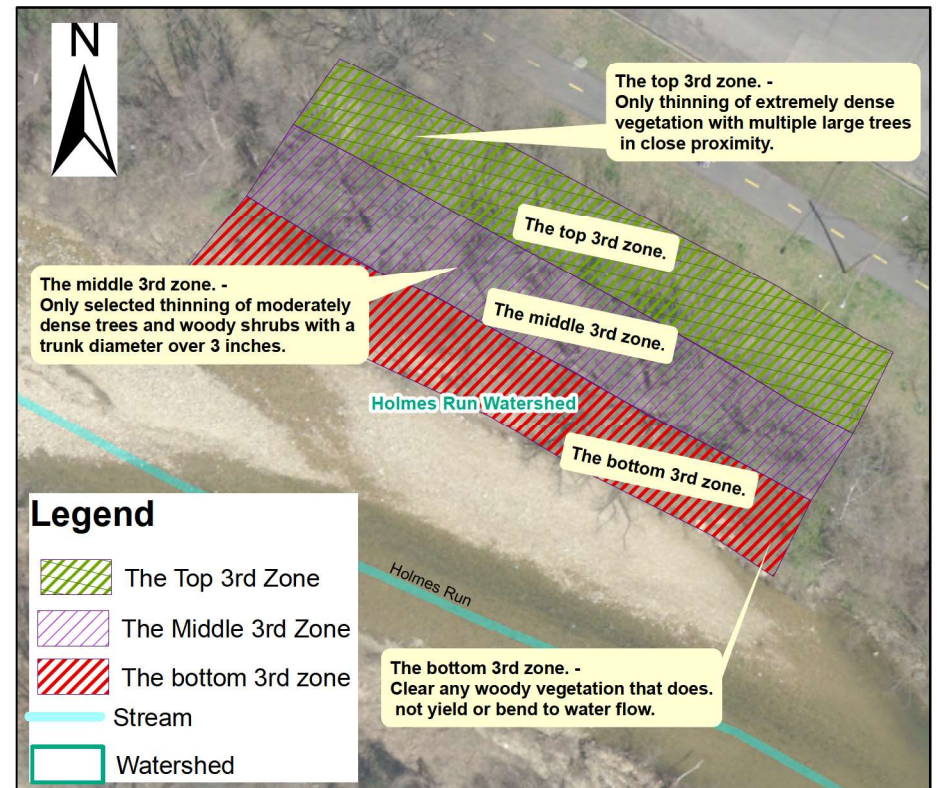 N
The top 3rd zone. -
Only thinning of extremely dense
vegetation with multiple large trees
in close proximity.
The top 3rd zone.
The middle 3rd zone. -
Only selected thinning of moderately
dense trees and woody shrubs with a
trunk diameter over 3 inches.
The middle 3rd zone.
Holmes Run Watershed
The bottom 3rd zone.
Holmes Run
The bottom 3rd zone. -
Clear any woody vegetation that does.
not yield or bend to water flow.
Legend
The Top 3rd Zone
The Middle 3rd Zone
The bottom 3rd zone
Stream
Watershed